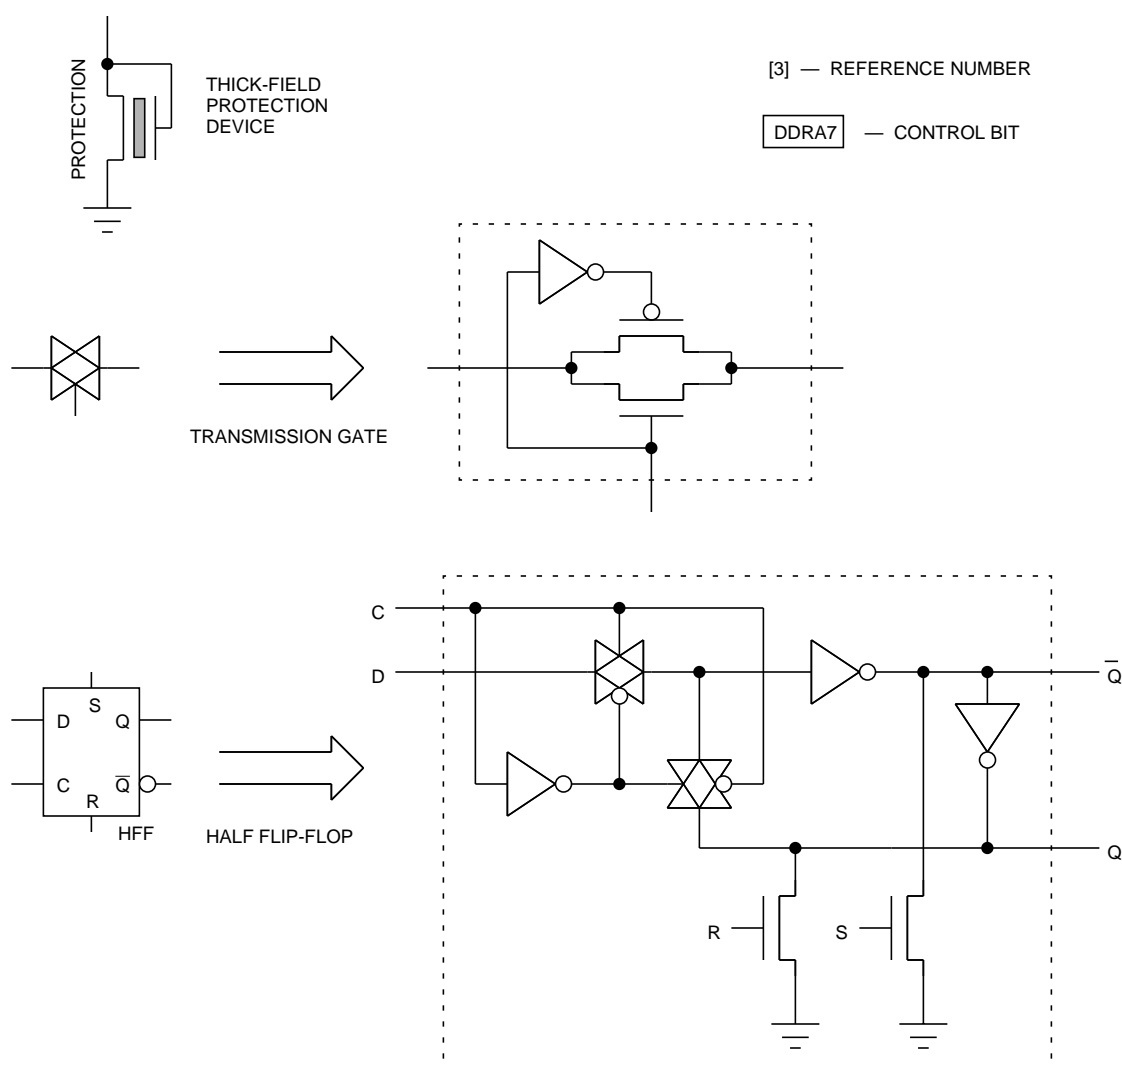 PROTECTION
THICK-FIELD
PROTECTION
DEVICE
[3] — REFERENCE NUMBER
DDRA7 — CONTROL BIT
TRANSMISSION GATE
C
D
Q̅
S
D Q
C Q̅
R
HFF
HALF FLIP-FLOP
Q
R S